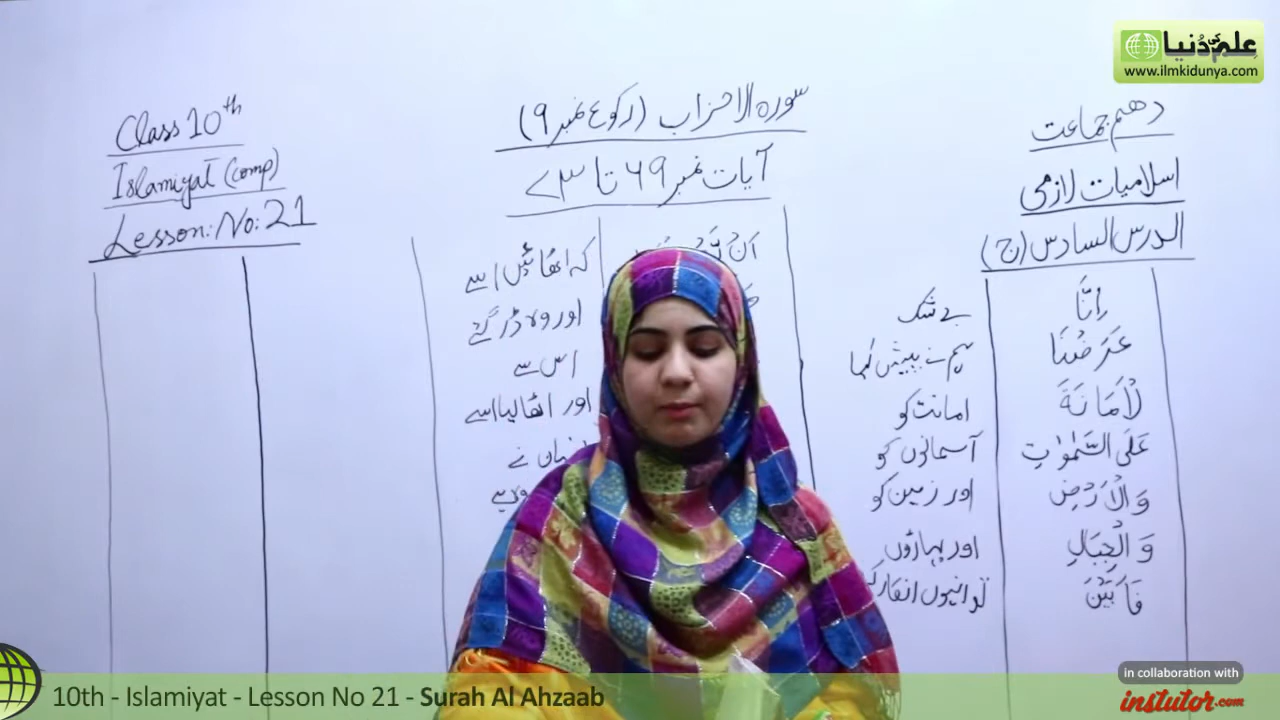 علم کی دُنیا
www.ilmkidunya.com
Class 10th
Islamiyat (comp)
Lesson: No: 21
سورہ الاحزاب (رکوع نمبر ۹)
آیات نمبر ۶۹ تا ۷۳
دھم جماعت
اسلامیات لازمی
الدرس السادس (ج)
اِنَّا
بے شک
عَرَضْنَا
ہم نے پیش کیا
لْاَمَانَةَ
امانت کو
عَلَی السَّمٰوٰتِ
آسمانوں کو
وَالْاَرْضِ
اور زمین کو
وَالْجِبَالِ
اور پہاڑوں
فَاَبَیْنَ
تو انہوں انکار
اَنْ
کہ اٹھائیں اسے
اور وہ ڈر گئے
اس سے
اور اٹھا لیا اسے
نے
10th - Islamiyat - Lesson No 21 - Surah Al Ahzaab
in collaboration with
instutor.com